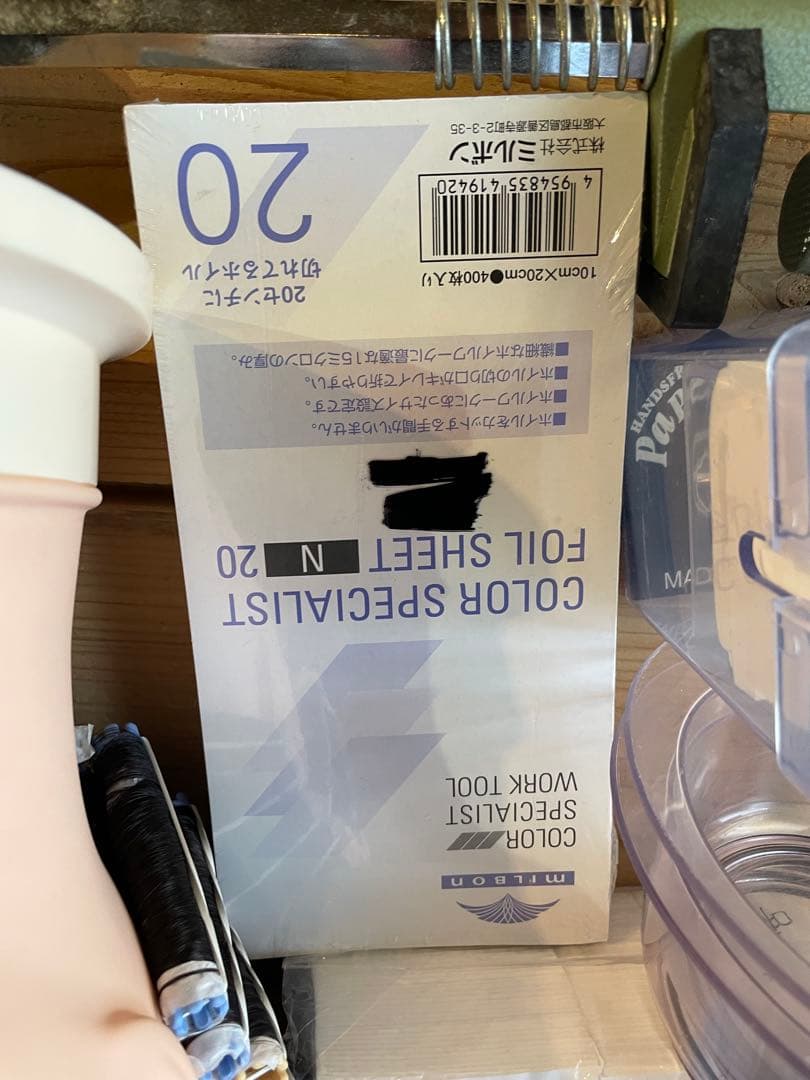 MILBON
COLOR
SPECIALIST
WORK TOOL
COLOR SPECIALIST
FOIL SHEET N 20
■ホイルをカットする手間がいりません。
■ホイルワークにあったサイズ設定です。
■ホイルの切り口がキレイで折りやすい。
■繊細なホイルワークに最適な15ミクロンの厚み。
20センチに
切れてるホイル
20
10cm×20cm●400枚入り
4 954835 419420
株式会社 ミルボン
大阪市都島区善源寺町2-3-35
HANDSFR
Pap
MADE